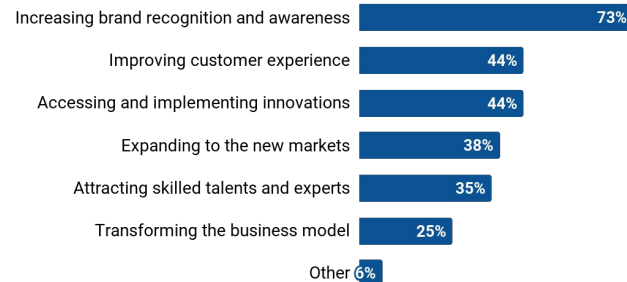 Increasing brand recognition and awareness 73%
Improving customer experience 44%
Accessing and implementing innovations 44%
Expanding to the new markets 38%
Attracting skilled talents and experts 35%
Transforming the business model 25%
Other 6%